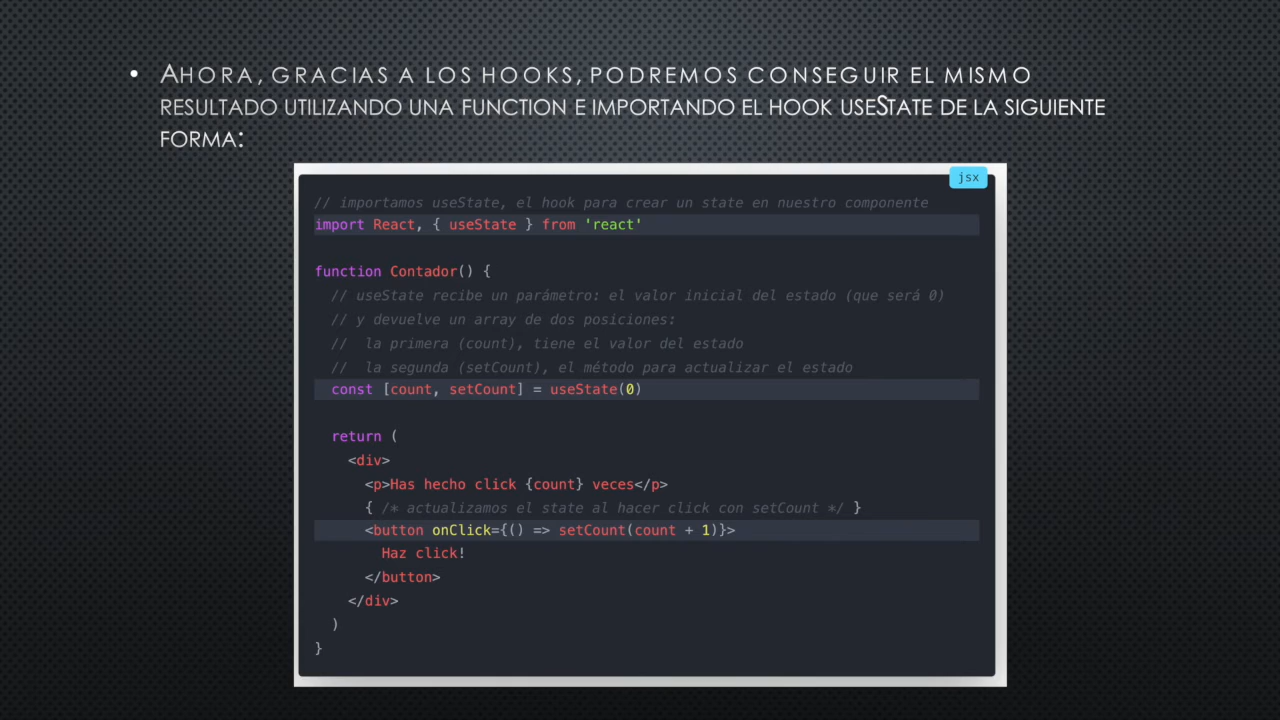 • Ahora, gracias a los hooks, podremos conseguir el mismo
resultado utilizando una function e importando el hook useState de la siguiente
forma:
jsx
// importamos useState, el hook para crear un state en nuestro componente
import React, { useState } from 'react'
function Contador() {
  // useState recibe un parámetro: el valor inicial del estado (que será 0)
  // y devuelve un array de dos posiciones:
  //  la primera (count), tiene el valor del estado
  //  la segunda (setCount), el método para actualizar el estado
  const [count, setCount] = useState(0)
  return (
    <div>
      <p>Has hecho click {count} veces</p>
      { /* actualizamos el state al hacer click con setCount */ }
      <button onClick={() => setCount(count + 1)}>
        Haz click!
      </button>
    </div>
  )
}